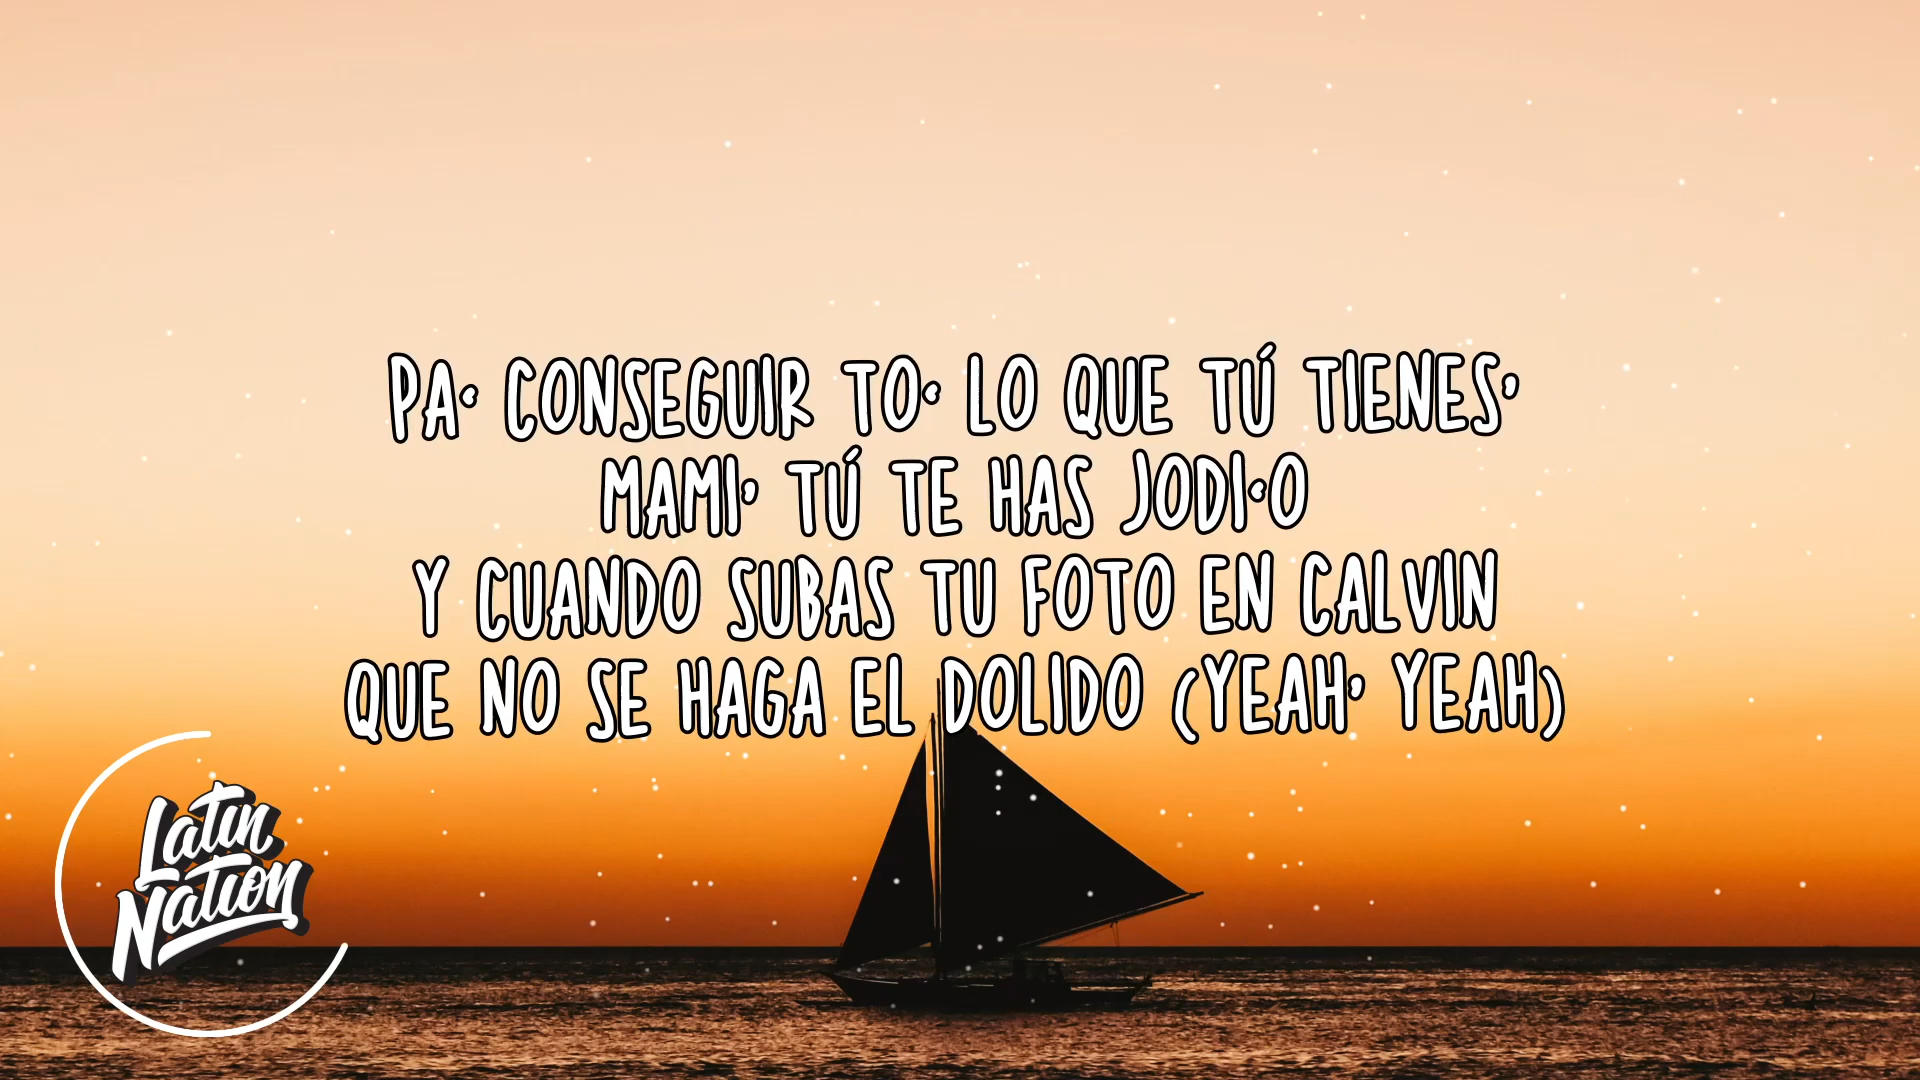 PA' CONSEGUIR TO' LO QUE TÚ TIENES,
MAMI, TÚ TE HAS JODI'O
Y CUANDO SUBAS TU FOTO EN CALVIN
QUE NO SE HAGA EL DOLIDO (YEAH, YEAH)
Latin
Nation